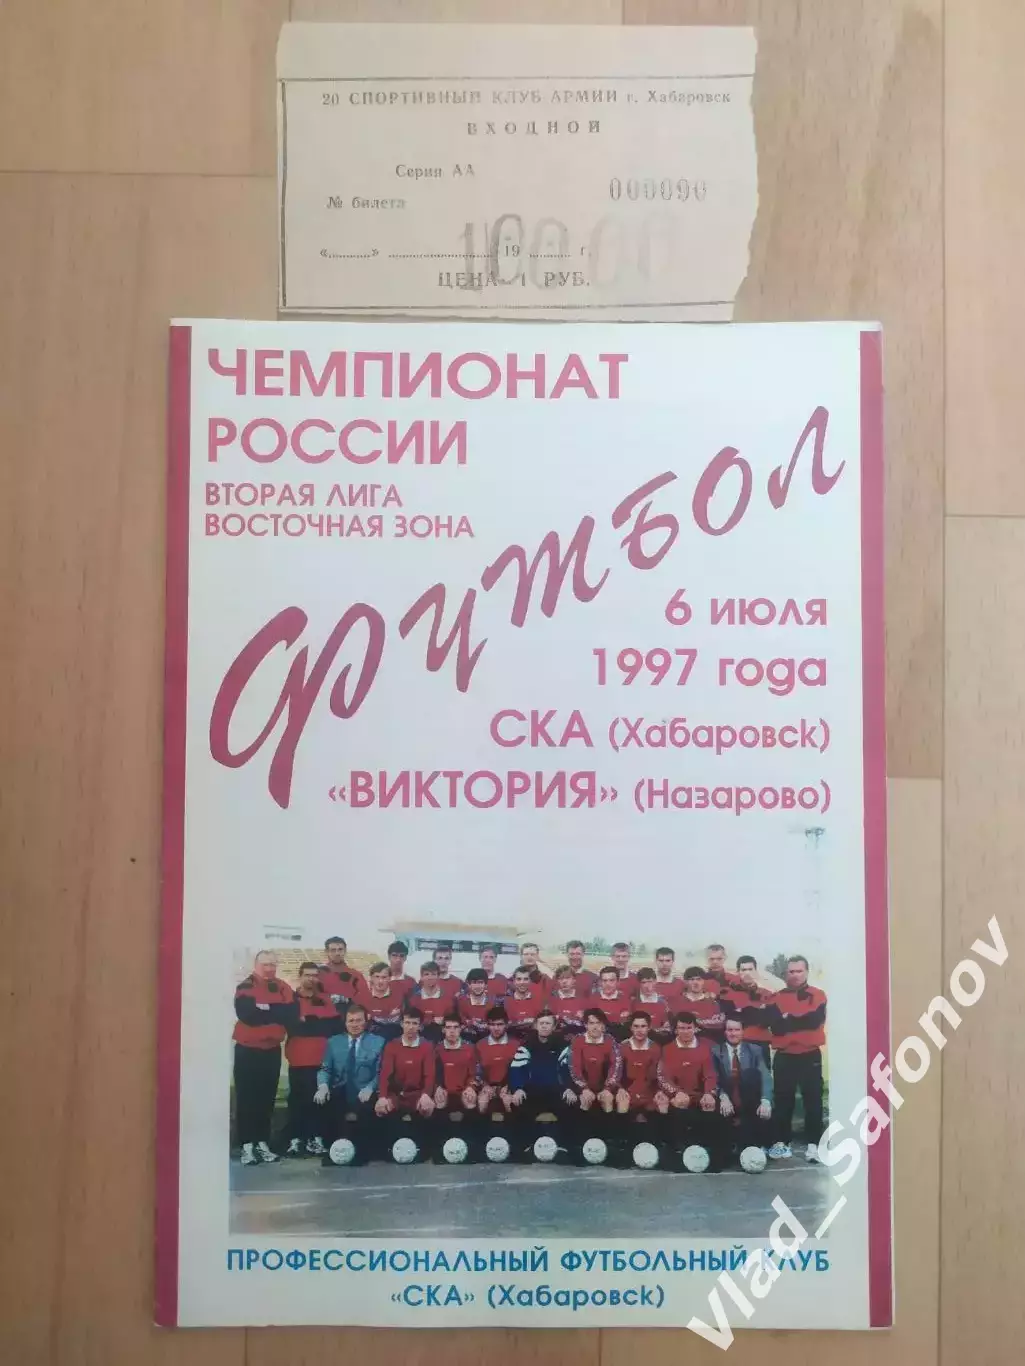 20 СПОРТИВНЫЙ КЛУБ АРМИИ г. Хабаровск
ВХОДНОЙ
Серия АА
000090
№ билета
«..........» .......................... 19 .......... г.
ЦЕНА 1 РУБ.
ЧЕМПИОНАТ
РОССИИ
ВТОРАЯ ЛИГА
ВОСТОЧНАЯ ЗОНА
ФУТБОЛ
6 ИЮЛЯ
1997 года
СКА (Хабаровск)
«ВИКТОРИЯ» (Назарово)
ПРОФЕССИОНАЛЬНЫЙ ФУТБОЛЬНЫЙ КЛУБ
«СКА» (Хабаровск)
Vlad_Safonov